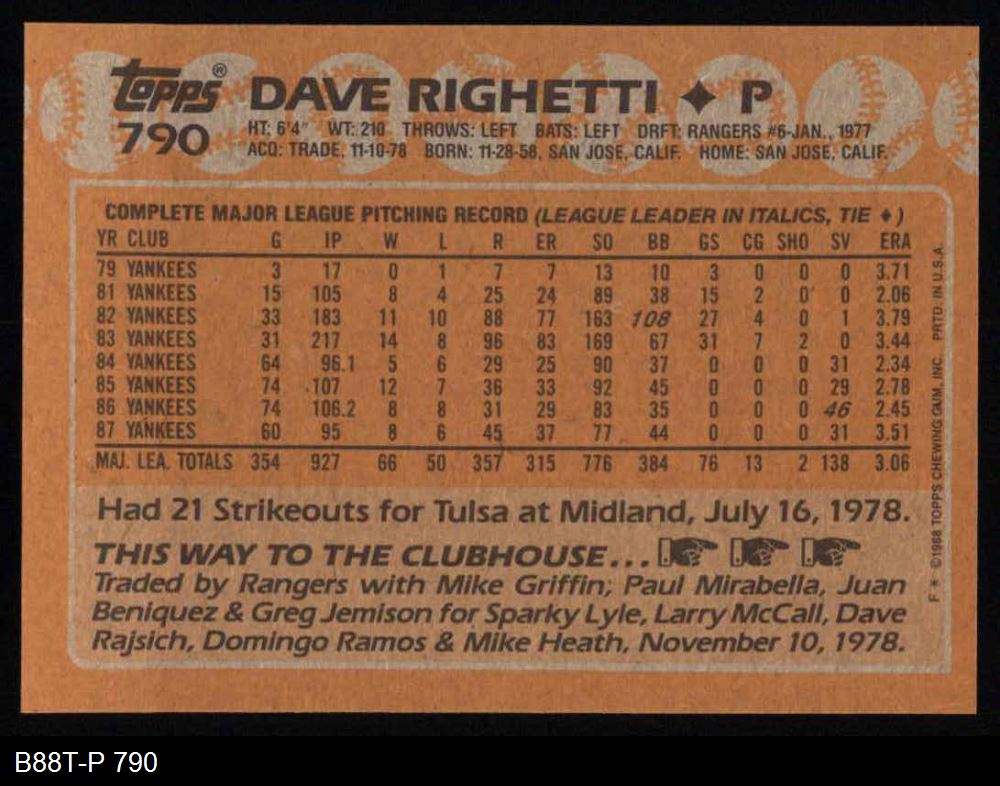 topps® DAVE RIGHETTI ✦ P
790 HT: 6'4" WT: 210 THROWS: LEFT BATS: LEFT DRFT: RANGERS #6-JAN., 1977
ACQ: TRADE, 11-10-78 BORN: 11-28-58, SAN JOSE, CALIF. HOME: SAN JOSE, CALIF.
COMPLETE MAJOR LEAGUE PITCHING RECORD (LEAGUE LEADER IN ITALICS, TIE ♦)
YR CLUB G IP W L R ER SO BB GS CG SHO SV ERA
79 YANKEES 3 17 0 1 7 7 13 10 3 0 0 0 3.71
81 YANKEES 15 105 8 4 25 24 89 38 15 2 0 0 2.06
82 YANKEES 33 183 11 10 88 77 163 108 27 4 0 1 3.79
83 YANKEES 31 217 14 8 96 83 169 67 31 7 2 0 3.44
84 YANKEES 64 96.1 5 6 29 25 90 37 0 0 0 31 2.34
85 YANKEES 74 107 12 7 36 33 92 45 0 0 0 29 2.78
86 YANKEES 74 106.2 8 8 31 29 83 35 0 0 0 46 2.45
87 YANKEES 60 95 8 6 45 37 77 44 0 0 0 31 3.51
MAJ. LEA. TOTALS 354 927 66 50 357 315 776 384 76 13 2 138 3.06
Had 21 Strikeouts for Tulsa at Midland, July 16, 1978.
THIS WAY TO THE CLUBHOUSE...
Traded by Rangers with Mike Griffin, Paul Mirabella, Juan
Beniquez & Greg Jemison for Sparky Lyle, Larry McCall, Dave
Rajsich, Domingo Ramos & Mike Heath, November 10, 1978.
F * ©1988 TOPPS CHEWING GUM, INC. PRTD. IN U.S.A.
B88T-P 790